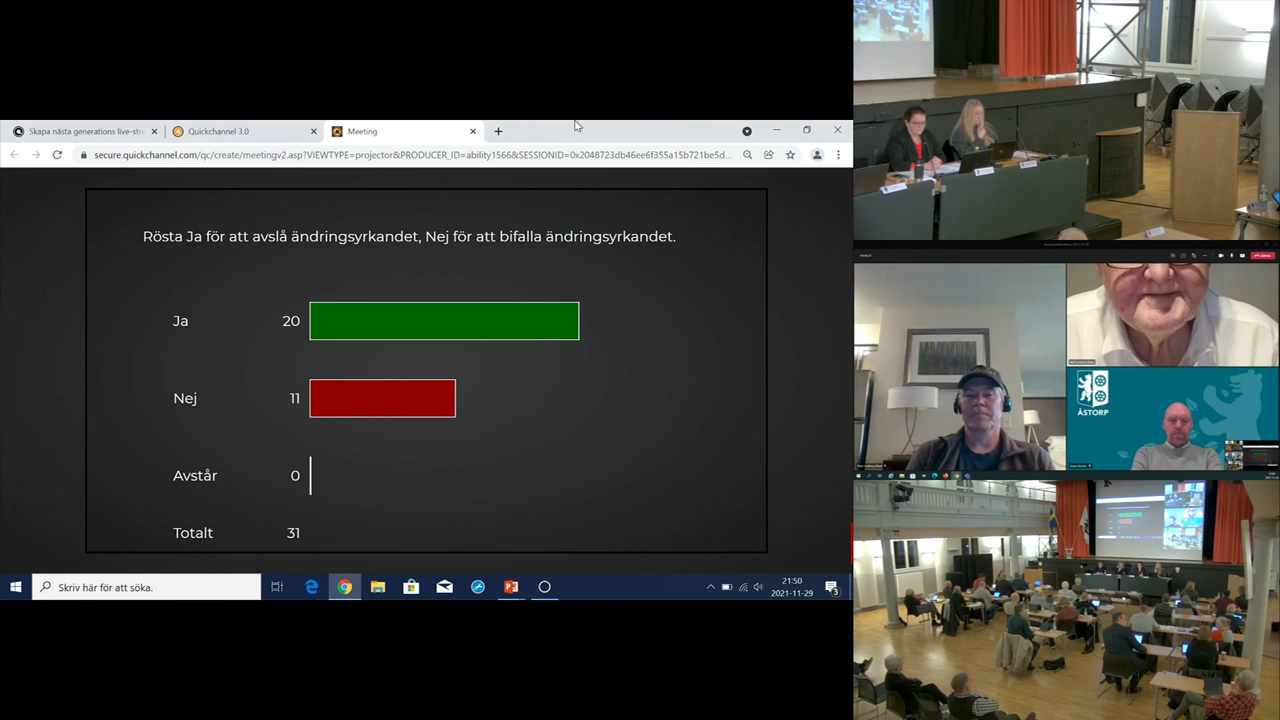 Skapa nästa generations live-str
Quickchannel 3.0
Meeting
secure.quickchannel.com/qc/create/meetingv2.asp?VIEWTYPE=projector&PRODUCER_ID=ability1566&SESSIONID=0x2048723db46ee6f355a15b721be5d...
Rösta Ja för att avslå ändringsyrkandet, Nej för att bifalla ändringsyrkandet.
Ja 20
Nej 11
Avstår 0
Totalt 31
Skriv här för att söka.
21:50
2021-11-29
3
ÅSTORP